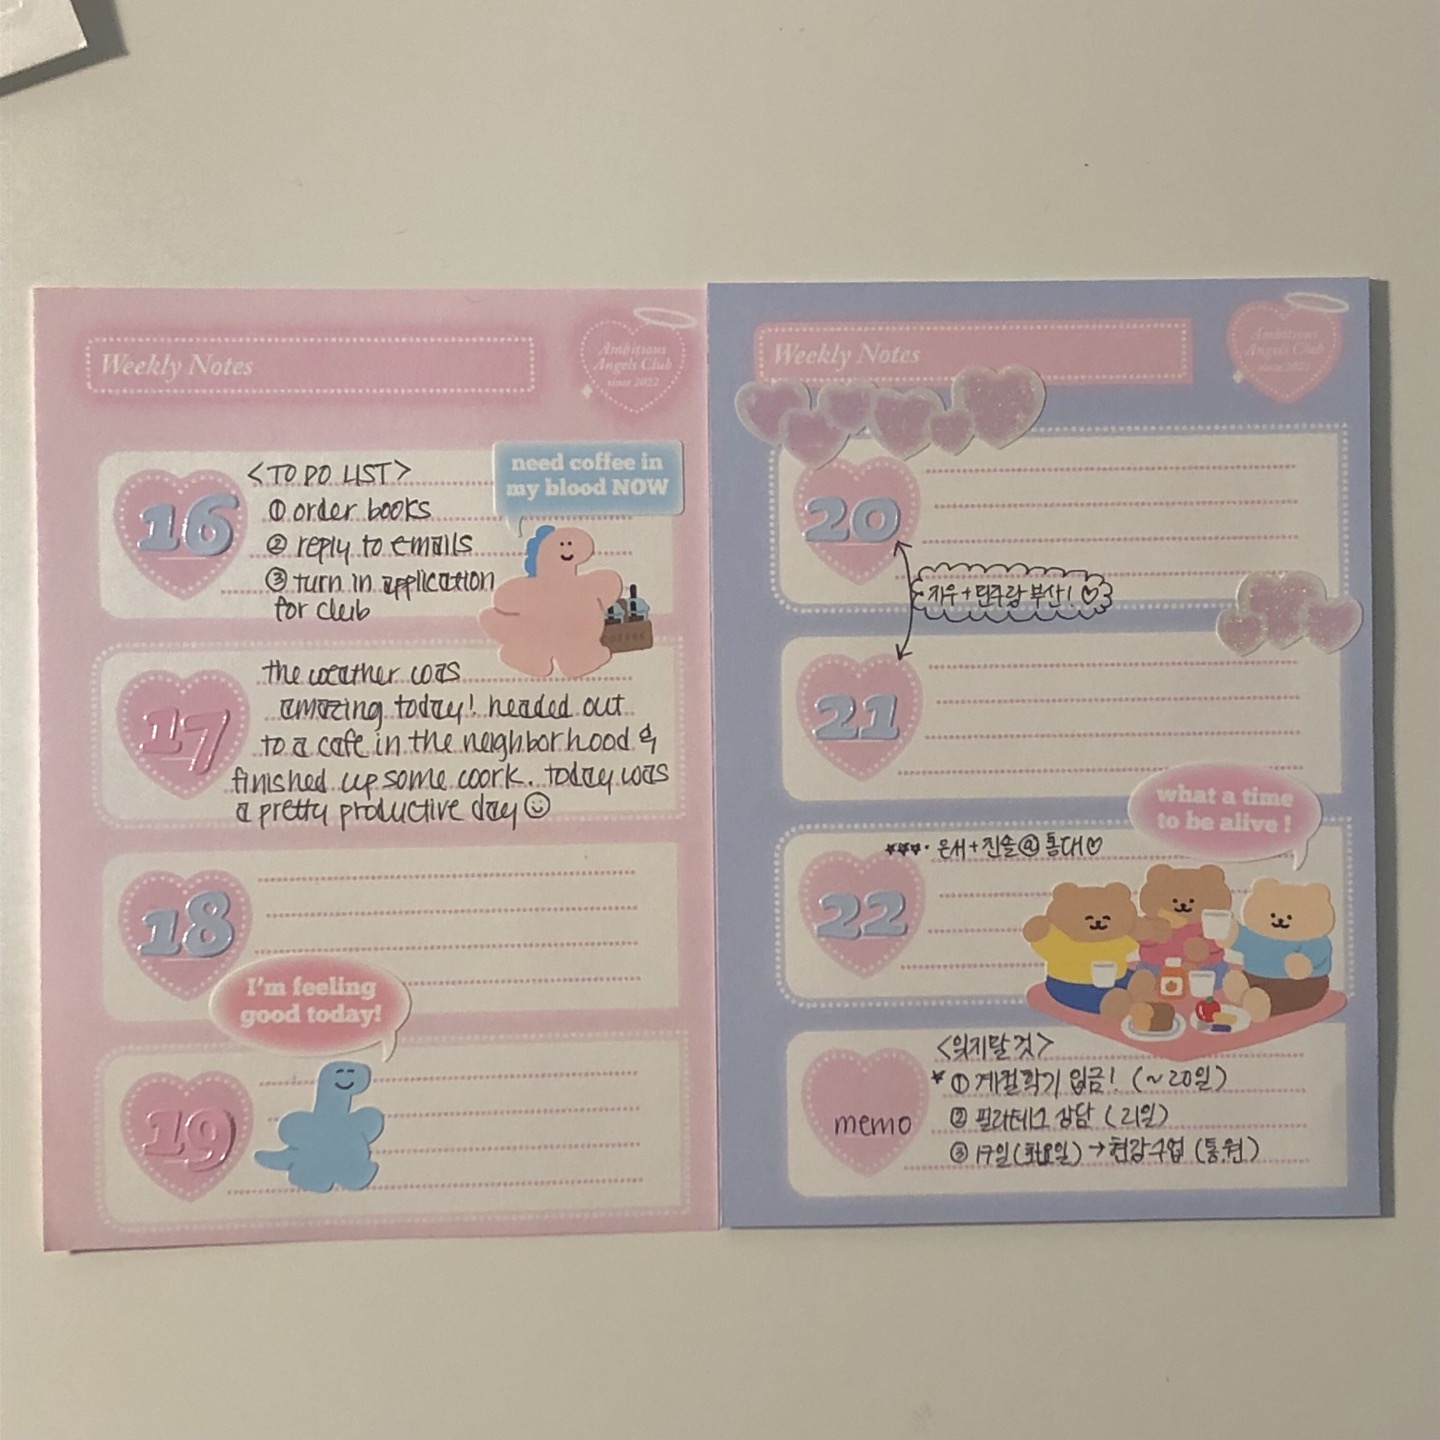 Weekly Notes
Ambitious
Angels Club
since 2022
16
<TO DO LIST>
① order books
② reply to emails
③ turn in application
for club
need coffee in
my blood NOW
COFFEE
17
the weather was
amazing today! headed out
to a cafe in the neighborhood &
finished up some work. today was
a pretty productive day ☺
18
I'm feeling
good today!
19
Weekly Notes
Ambitious
Angels Club
since 2022
20
지우+민주랑 부산! ♡
21
what a time
to be alive!
22
★★★· 은서+진솔@홍대♡
memo
<잊지말 것>
★ ① 계절학기 입금! (~20일)
② 필라테스 상담 (21일)
③ 17일(화요일) → 현강수업 (통원)